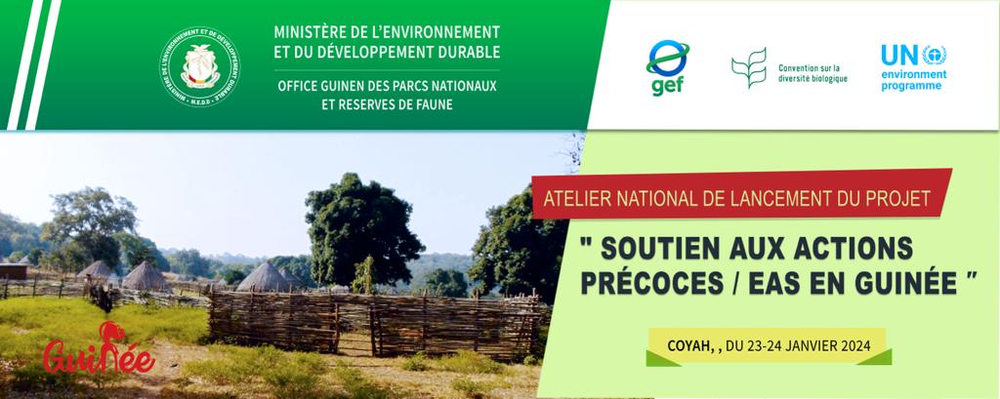 MINISTÈRE DE L'ENVIRONNEMENT
ET DU DÉVELOPPEMENT DURABLE
OFFICE GUINEN DES PARCS NATIONAUX
ET RESERVES DE FAUNE
MINISTÈRE DE L'ENVIRONNEMENT ET DE DÉVELOPPEMENT DURABLE
- M.E.D.D -
gef
Convention sur la
diversité biologique
UN
environment
programme
ATELIER NATIONAL DE LANCEMENT DU PROJET
" SOUTIEN AUX ACTIONS
PRÉCOCES / EAS EN GUINÉE "
COYAH, , DU 23-24 JANVIER 2024
Guinée